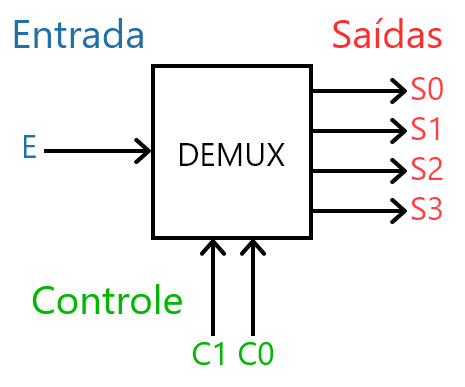 Entrada
Saídas
S0
S1
E
DEMUX
S2
S3
Controle
C1 C0